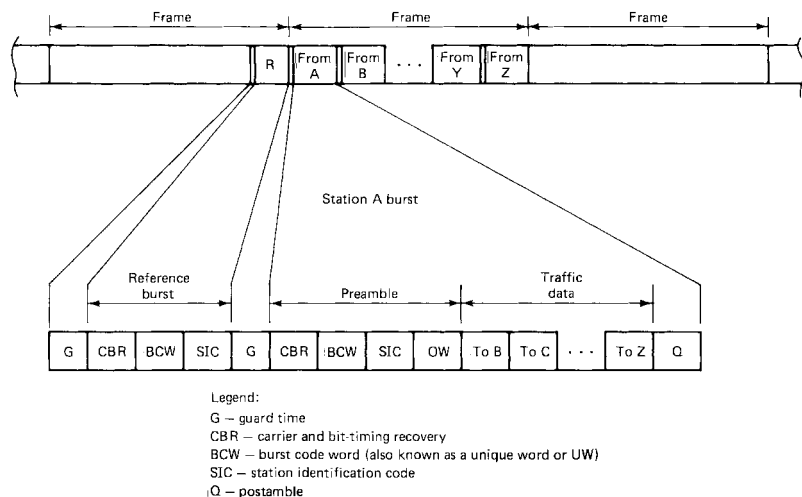 Frame Frame Frame
R From A From B . . . From Y From Z
Station A burst
Reference burst Preamble Traffic data
G CBR BCW SIC G CBR BCW SIC OW To B To C . . . To Z Q
Legend:
G — guard time
CBR — carrier and bit-timing recovery
BCW — burst code word (also known as a unique word or UW)
SIC — station identification code
Q — postamble